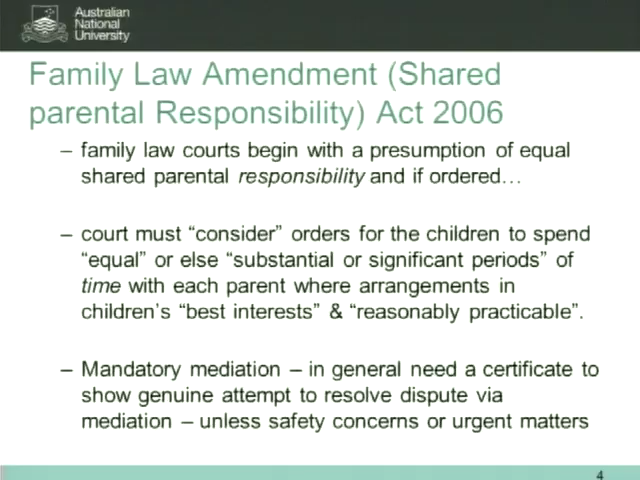 Australian
National
University
Family Law Amendment (Shared
parental Responsibility) Act 2006
– family law courts begin with a presumption of equal
shared parental responsibility and if ordered…
– court must “consider” orders for the children to spend
“equal” or else “substantial or significant periods” of
time with each parent where arrangements in
children’s “best interests” & “reasonably practicable”.
– Mandatory mediation – in general need a certificate to
show genuine attempt to resolve dispute via
mediation – unless safety concerns or urgent matters
4